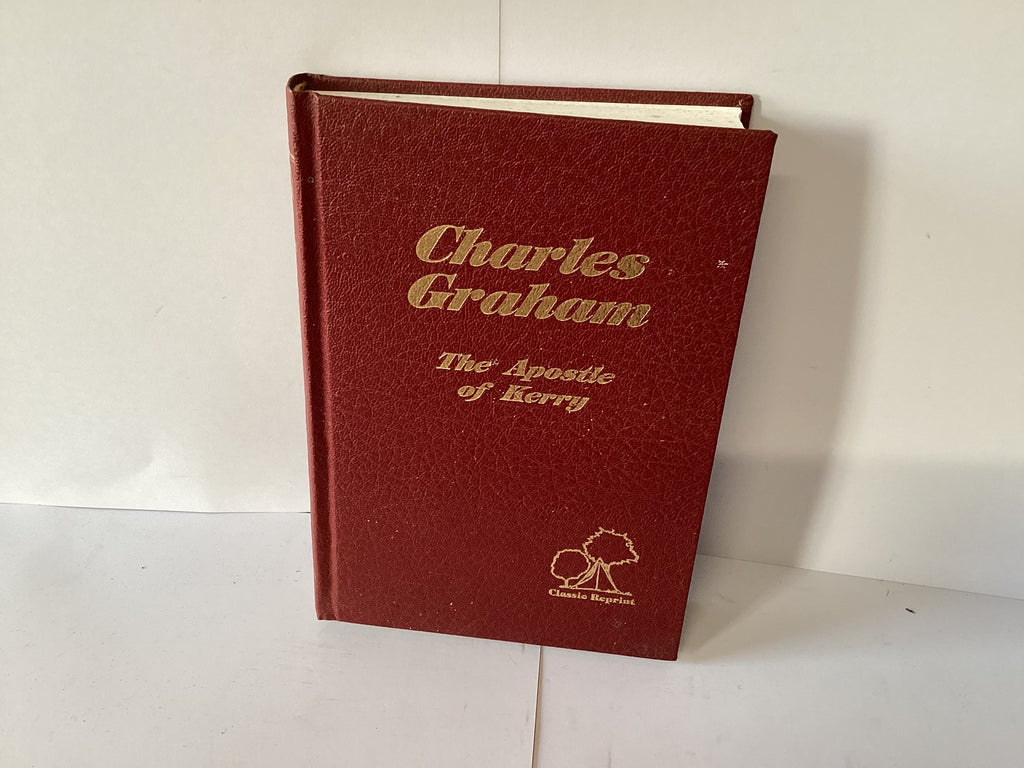 Charles
Graham
The Apostle
of Kerry
Classic Reprint